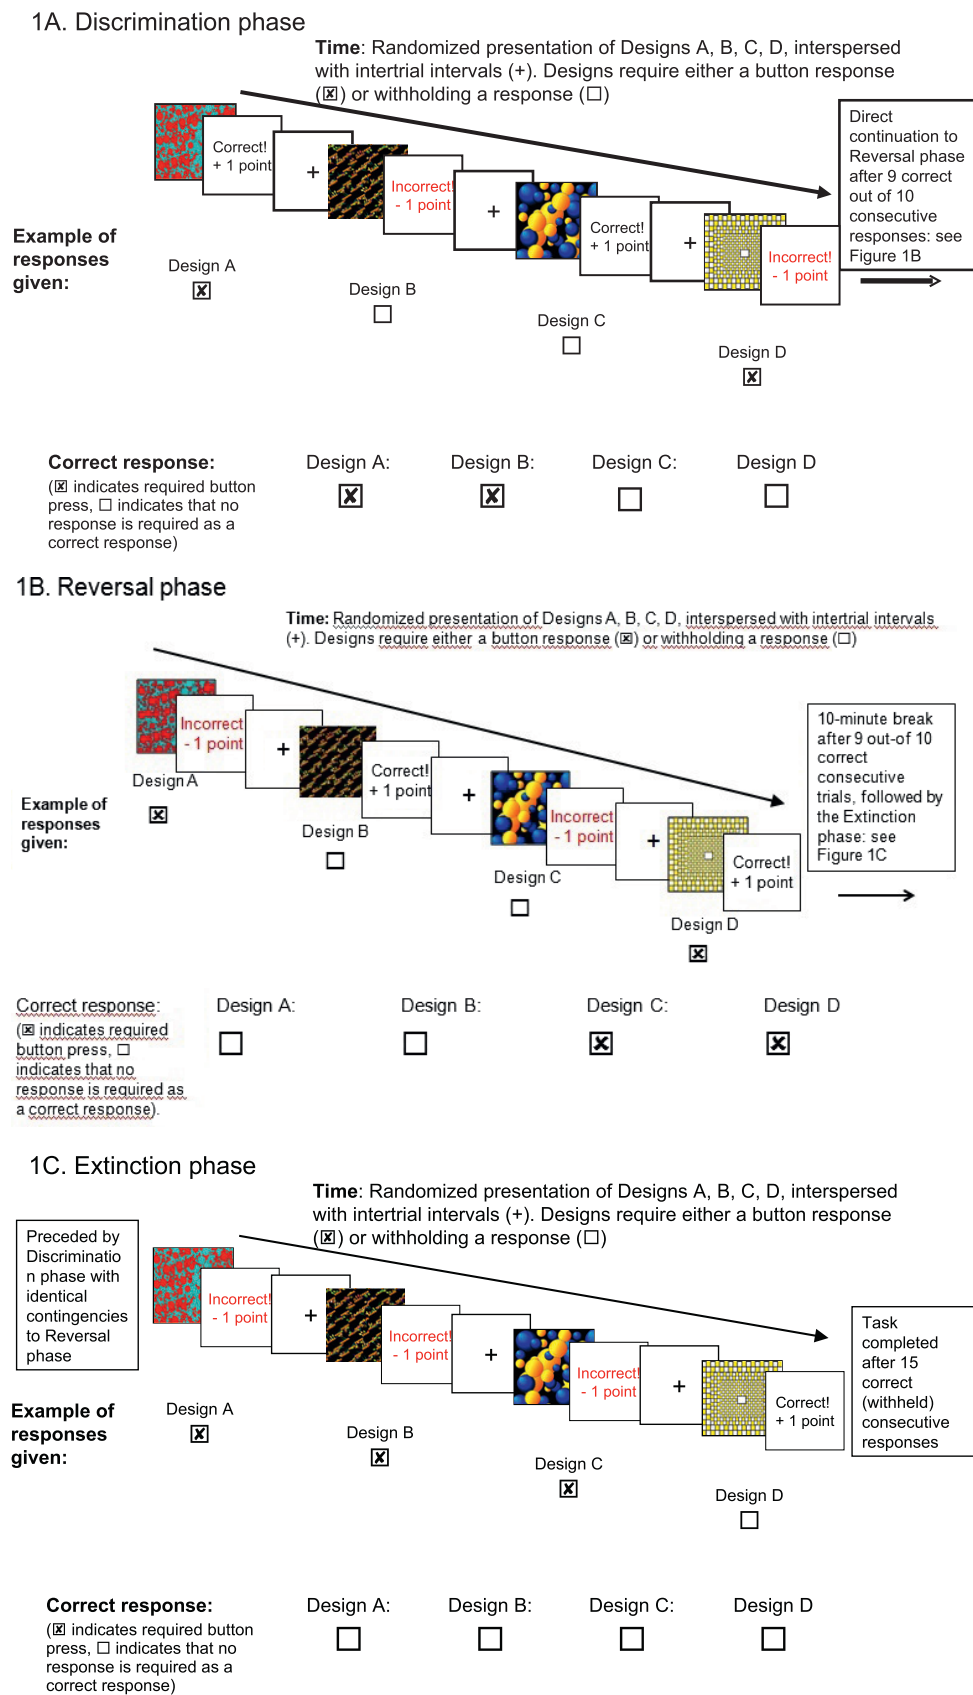 1A. Discrimination phase
Time: Randomized presentation of Designs A, B, C, D, interspersed
with intertrial intervals (+). Designs require either a button response
(☒) or withholding a response (☐)
Correct!
+ 1 point
+
Incorrect!
- 1 point
+
Correct!
+ 1 point
+
Incorrect!
- 1 point
Direct
continuation to
Reversal phase
after 9 correct
out of 10
consecutive
responses: see
Figure 1B
Example of
responses
given:
Design A
☒
Design B
☐
Design C
☐
Design D
☒
Correct response:
(☒ indicates required button
press, ☐ indicates that no
response is required as a
correct response)
Design A:
☒
Design B:
☒
Design C:
☐
Design D
☐
1B. Reversal phase
Time: Randomized presentation of Designs A, B, C, D, interspersed with intertrial intervals
(+). Designs require either a button response (☒) or withholding a response (☐)
Incorrect
- 1 point
+
Correct!
+ 1 point
+
Incorrect
- 1 point
+
Correct!
+ 1 point
10-minute break
after 9 out-of 10
correct
consecutive
trials, followed by
the Extinction
phase: see
Figure 1C
Example of
responses
given:
Design A
☒
Design B
☐
Design C
☐
Design D
☒
Correct response:
(☒ indicates required
button press, ☐
indicates that no
response is required as
a correct response).
Design A:
☐
Design B:
☐
Design C:
☒
Design D
☒
1C. Extinction phase
Time: Randomized presentation of Designs A, B, C, D, interspersed
with intertrial intervals (+). Designs require either a button response
(☒) or withholding a response (☐)
Preceded by
Discriminatio
n phase with
identical
contingencies
to Reversal
phase
Incorrect!
- 1 point
+
Incorrect!
- 1 point
+
Incorrect!
- 1 point
+
Correct!
+ 1 point
Task
completed
after 15
correct
(withheld)
consecutive
responses
Example of
responses
given:
Design A
☒
Design B
☒
Design C
☒
Design D
☐
Correct response:
(☒ indicates required button
press, ☐ indicates that no
response is required as a
correct response)
Design A:
☐
Design B:
☐
Design C:
☐
Design D
☐